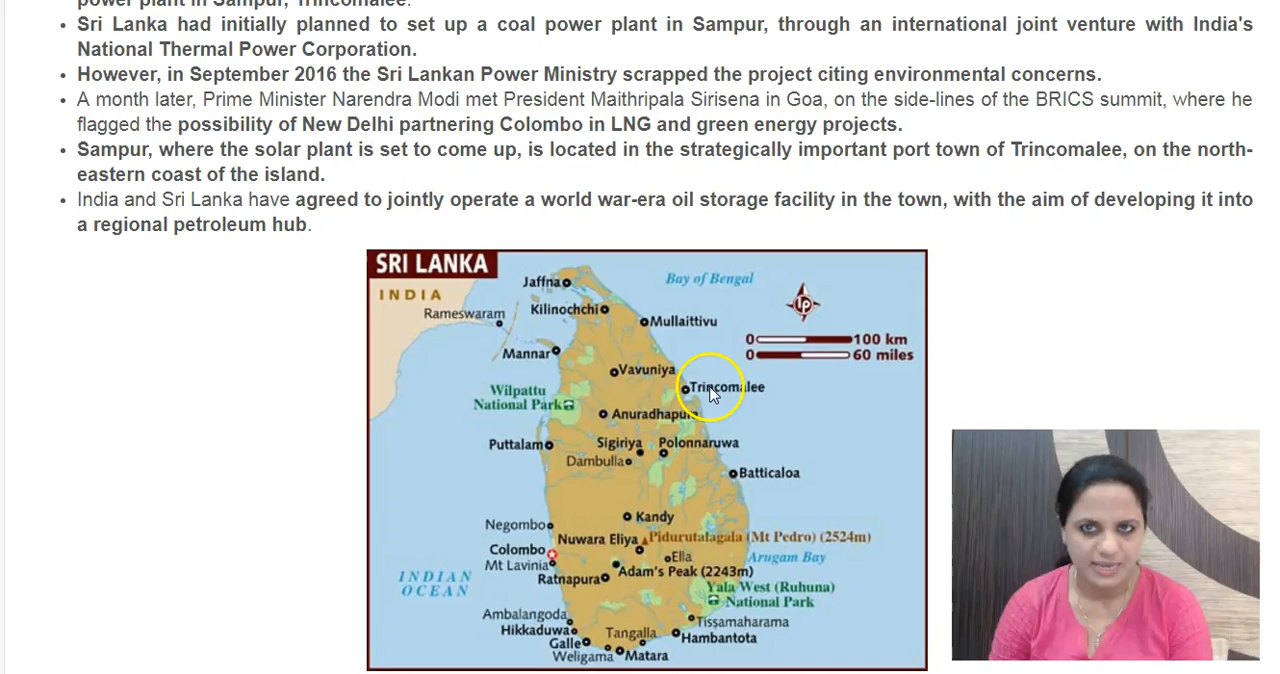 power plant in Sampur, Trincomalee.
• Sri Lanka had initially planned to set up a coal power plant in Sampur, through an international joint venture with India's
National Thermal Power Corporation.
• However, in September 2016 the Sri Lankan Power Ministry scrapped the project citing environmental concerns.
• A month later, Prime Minister Narendra Modi met President Maithripala Sirisena in Goa, on the side-lines of the BRICS summit, where he
flagged the possibility of New Delhi partnering Colombo in LNG and green energy projects.
• Sampur, where the solar plant is set to come up, is located in the strategically important port town of Trincomalee, on the north-
eastern coast of the island.
• India and Sri Lanka have agreed to jointly operate a world war-era oil storage facility in the town, with the aim of developing it into
a regional petroleum hub.
SRI LANKA
Bay of Bengal
Jaffna
INDIA
lp
Rameswaram
Kilinochchi
Mullaittivu
0 100 km
0 60 miles
Mannar
Vavuniya
Trincomalee
Wilpattu
National Park
Anuradhapura
Puttalam
Sigiriya
Polonnaruwa
Dambulla
Batticaloa
Kandy
Negombo
Nuwara Eliya
Pidurutalagala (Mt Pedro) (2524m)
Colombo
Ella
Arugam Bay
Mt Lavinia
Adam's Peak (2243m)
INDIAN
OCEAN
Ratnapura
Yala West (Ruhuna)
National Park
Ambalangoda
Tissamaharama
Hikkaduwa
Tangalla
Hambantota
Galle
Weligama
Matara